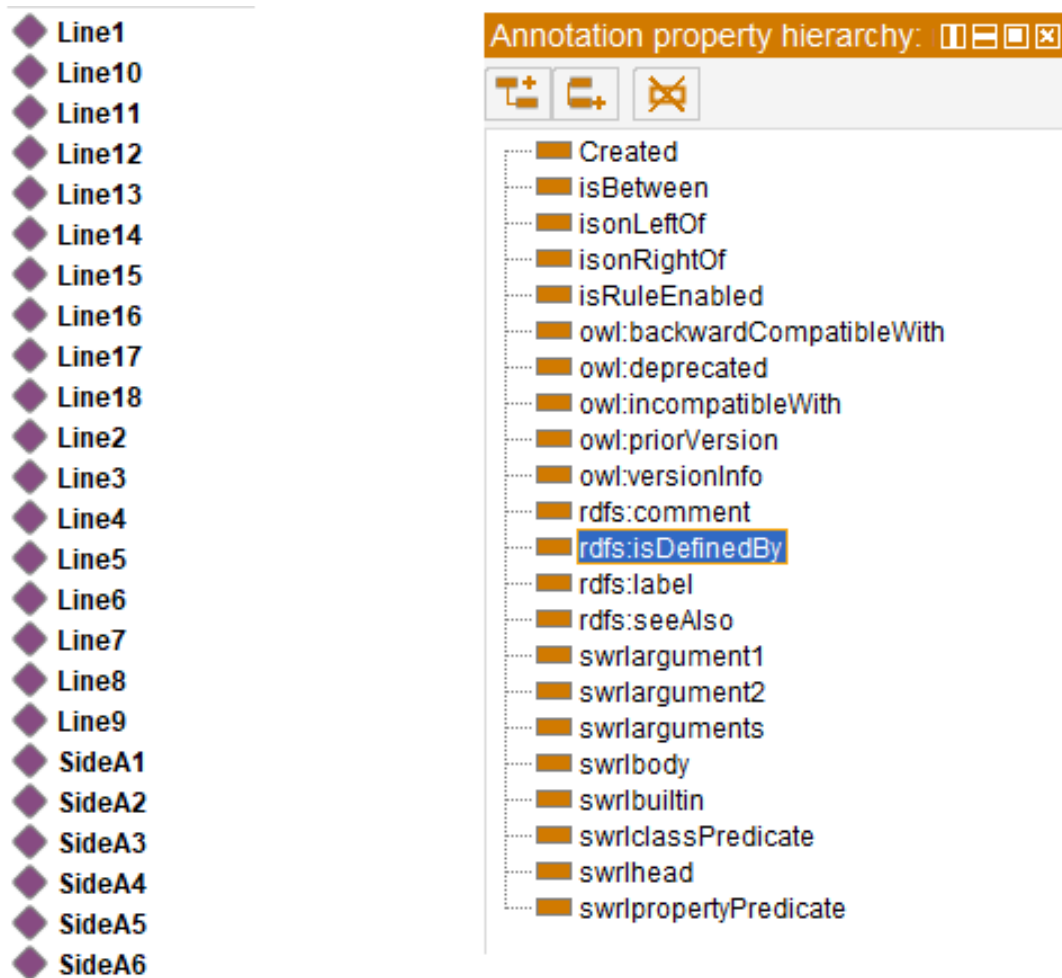 Line1
Line10
Line11
Line12
Line13
Line14
Line15
Line16
Line17
Line18
Line2
Line3
Line4
Line5
Line6
Line7
Line8
Line9
SideA1
SideA2
SideA3
SideA4
SideA5
SideA6
Annotation property hierarchy:
Created
isBetween
isonLeftOf
isonRightOf
isRuleEnabled
owl:backwardCompatibleWith
owl:deprecated
owl:incompatibleWith
owl:priorVersion
owl:versionInfo
rdfs:comment
rdfs:isDefinedBy
rdfs:label
rdfs:seeAlso
swrlargument1
swrlargument2
swrlarguments
swrlbody
swrlbuiltin
swrlclassPredicate
swrlhead
swrlpropertyPredicate